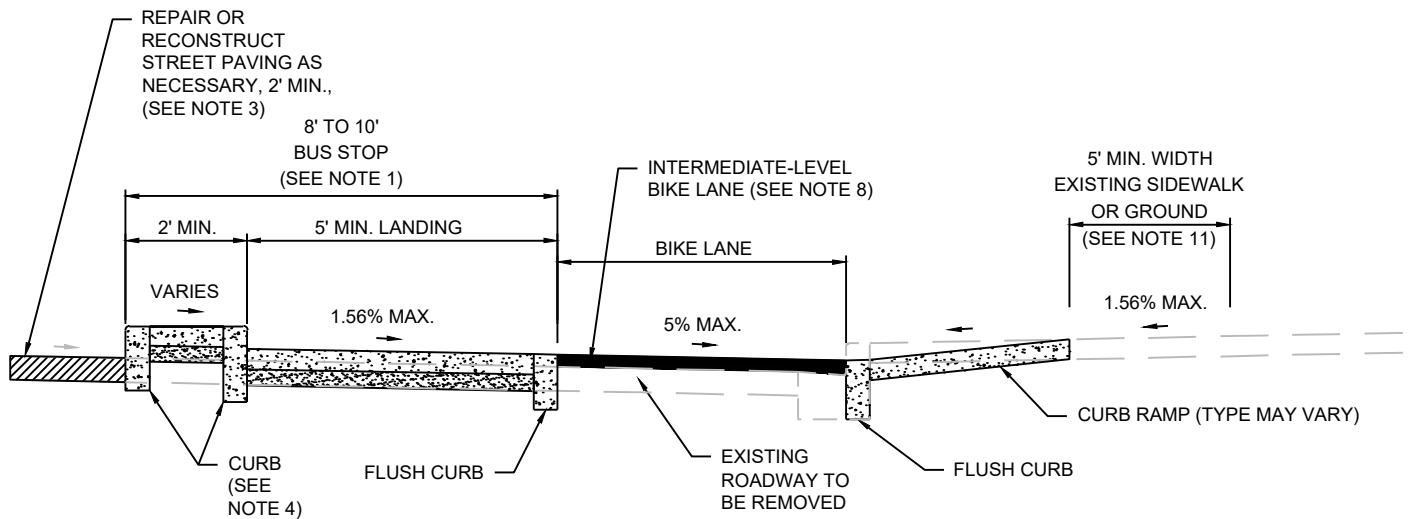 REPAIR OR
RECONSTRUCT
STREET PAVING AS
NECESSARY, 2' MIN.,
(SEE NOTE 3)
8' TO 10'
BUS STOP
(SEE NOTE 1)
INTERMEDIATE-LEVEL
BIKE LANE (SEE NOTE 8)
5' MIN. WIDTH
EXISTING SIDEWALK
OR GROUND
(SEE NOTE 11)
2' MIN.
5' MIN. LANDING
BIKE LANE
VARIES
1.56% MAX.
5% MAX.
1.56% MAX.
CURB
(SEE
NOTE 4)
FLUSH CURB
EXISTING
ROADWAY TO
BE REMOVED
FLUSH CURB
CURB RAMP (TYPE MAY VARY)